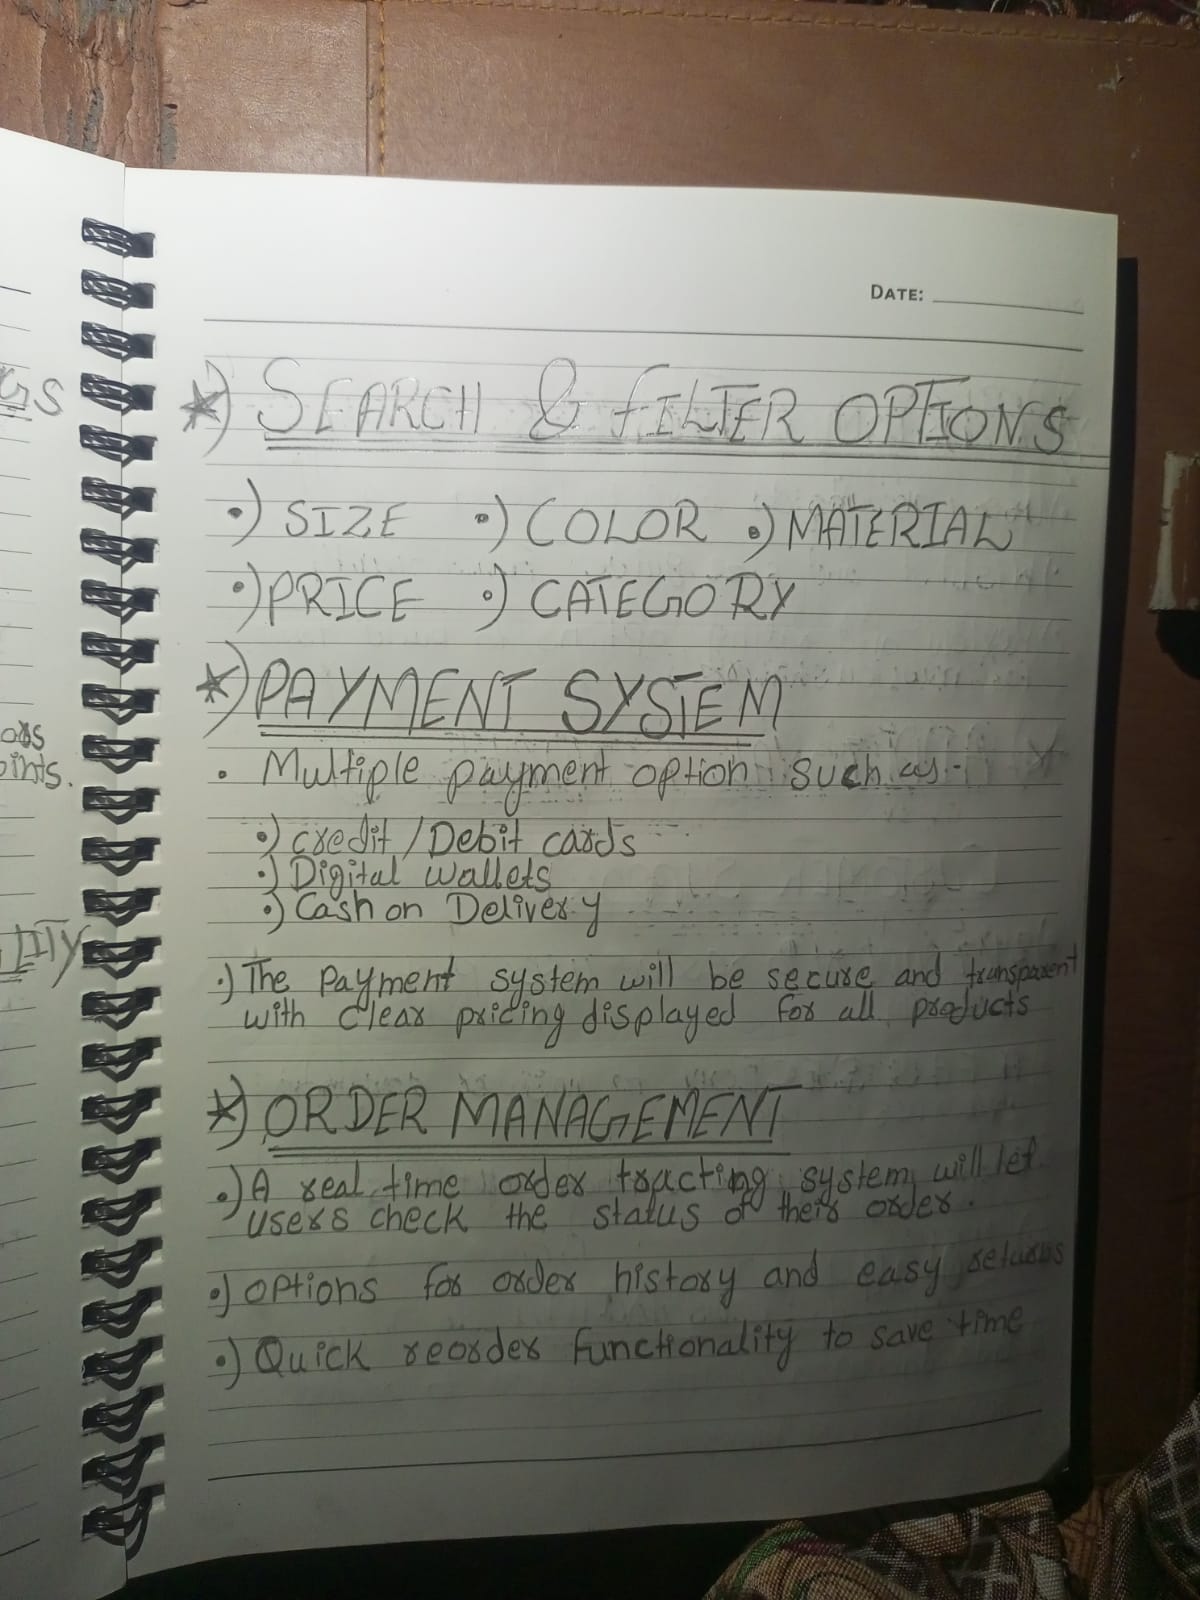 DATE:
*) SEARCH & FILTER OPTIONS
•) SIZE •) COLOR •) MATERIAL
•) PRICE •) CATEGORY
*) PAYMENT SYSTEM
• Multiple payment option such as -
•) credit / Debit cards
•) Digital wallets
•) Cash on Delivery
•) The payment system will be secure and transparent
with clear pricing displayed for all products
*) ORDER MANAGEMENT
•) A real time order tracting system will let
users check the status of their order.
•) options for order history and easy returns
•) Quick reorder functionality to save time